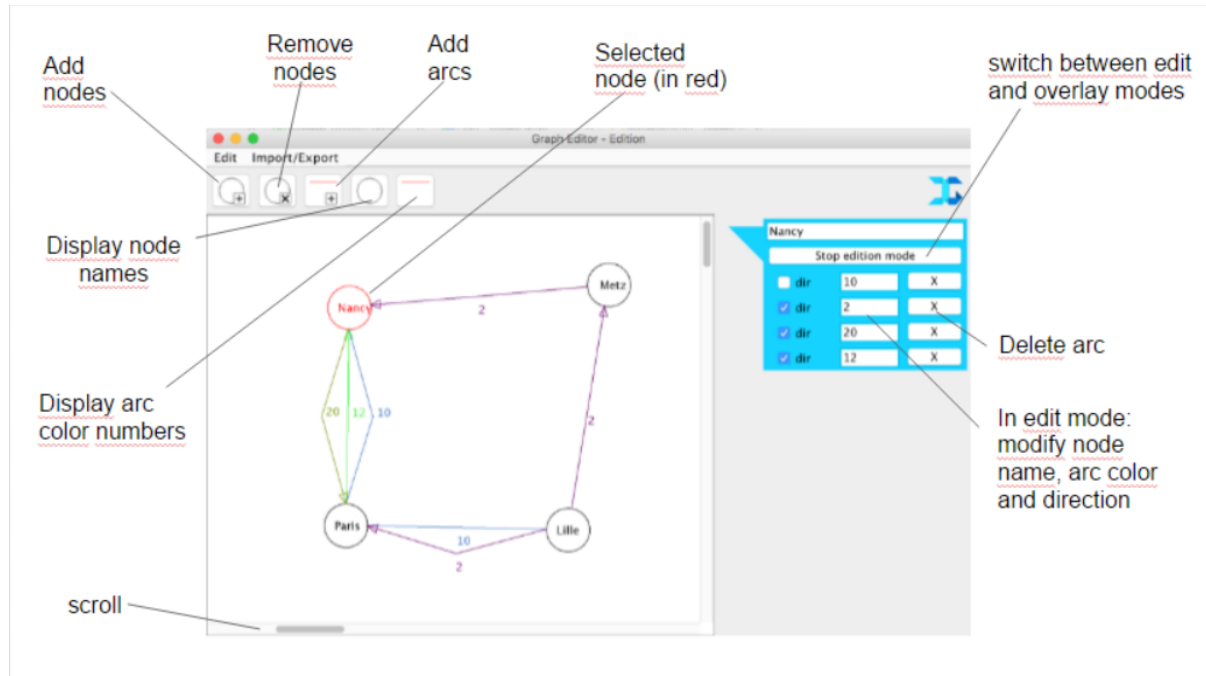 Add
nodes
Remove
nodes
Add
arcs
Selected
node (in red)
switch between edit
and overlay modes
Graph Editor - Edition
Edit Import/Export
Display node
names
Nancy
Stop edition mode
dir 10 X
dir 2 X
dir 20 X
dir 12 X
Nancy
Metz
2
20 12 10
2
Delete arc
Display arc
color numbers
In edit mode:
modify node
name, arc color
and direction
Paris
Lille
10
2
scroll